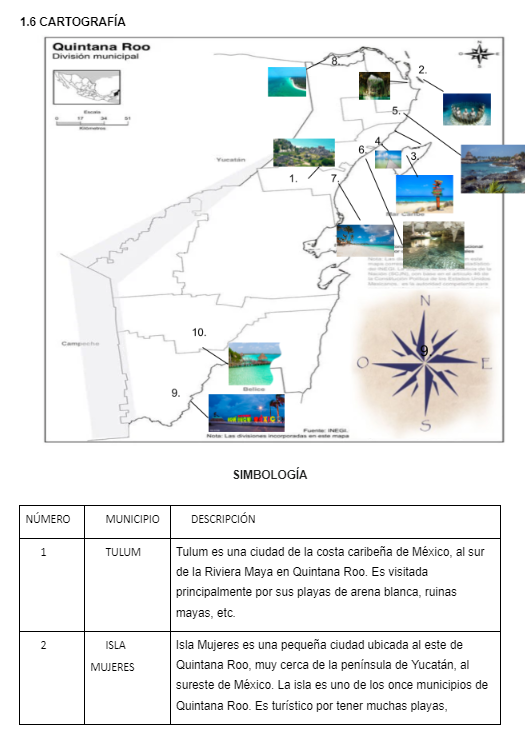 1.6 CARTOGRAFÍA
Quintana Roo
División municipal
Escala
0 17 34 51
Kilómetros
8.
2.
5.
Yucatán
4.
6.
3.
1.
7.
Mar Caribe
N
10.
9.
O
E
Campeche
9.
Belice
S
Fuente: INEGI.
Nota: Las divisiones incorporadas en este mapa
SIMBOLOGÍA
NÚMERO MUNICIPIO DESCRIPCIÓN
1 TULUM Tulum es una ciudad de la costa caribeña de México, al sur
de la Riviera Maya en Quintana Roo. Es visitada
principalmente por sus playas de arena blanca, ruinas
mayas, etc.
2 ISLA Isla Mujeres es una pequeña ciudad ubicada al este de
MUJERES Quintana Roo, muy cerca de la península de Yucatán, al
sureste de México. La isla es uno de los once municipios de
Quintana Roo. Es turístico por tener muchas playas,